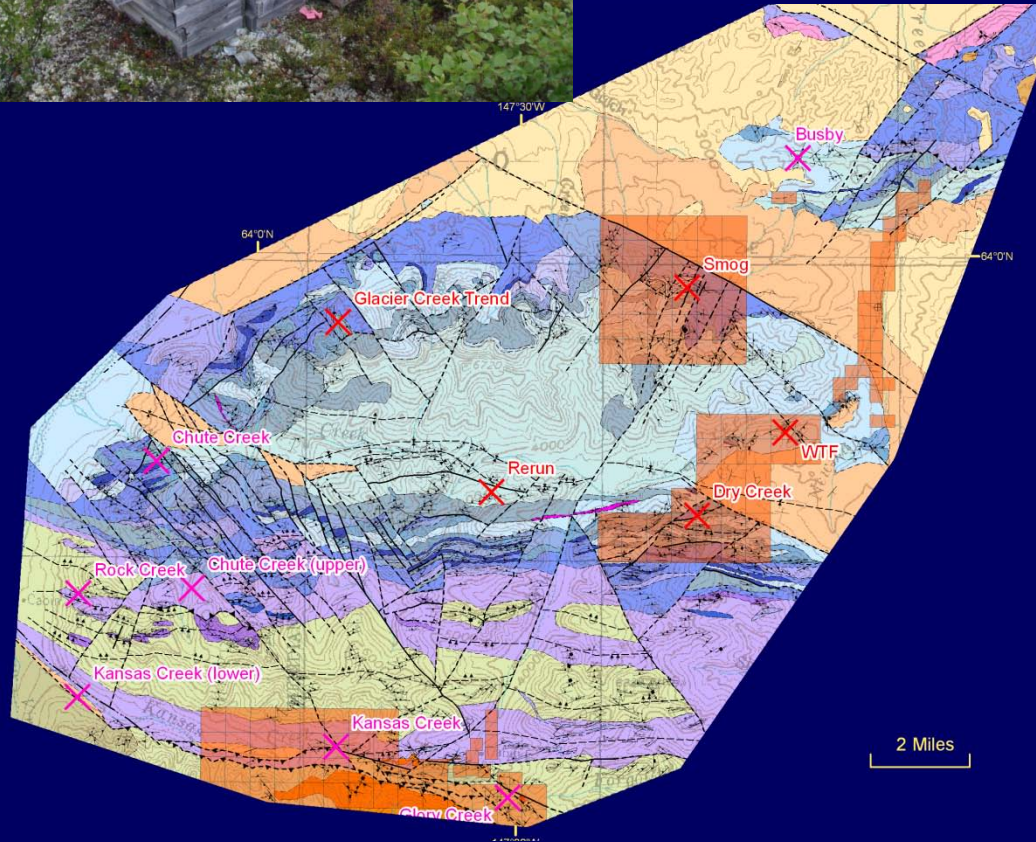 147°30'W
Busby
64°0'N
64°0'N
Smog
Glacier Creek Trend
Chute Creek
WTF
Rerun
Dry Creek
Rock Creek
Chute Creek (upper)
Kansas Creek (lower)
Kansas Creek
2 Miles
Glory Creek